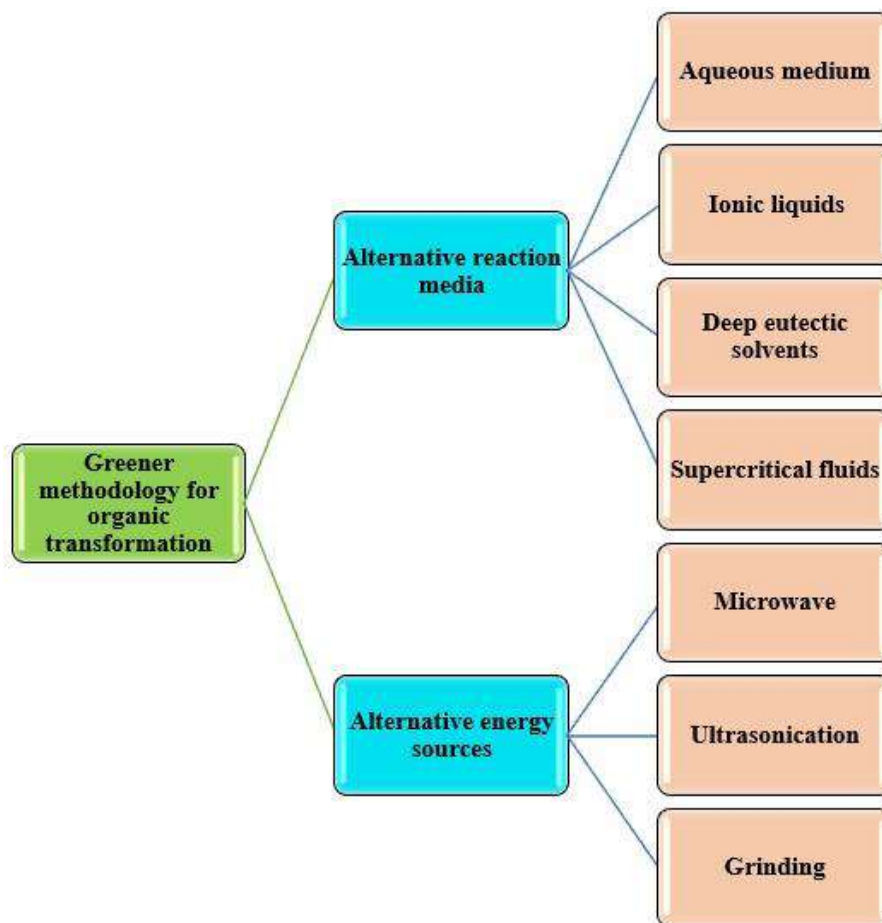 Aqueous medium
Ionic liquids
Alternative reaction
media
Deep eutectic
solvents
Supercritical fluids
Greener
methodology for
organic
transformation
Microwave
Alternative energy
sources
Ultrasonication
Grinding